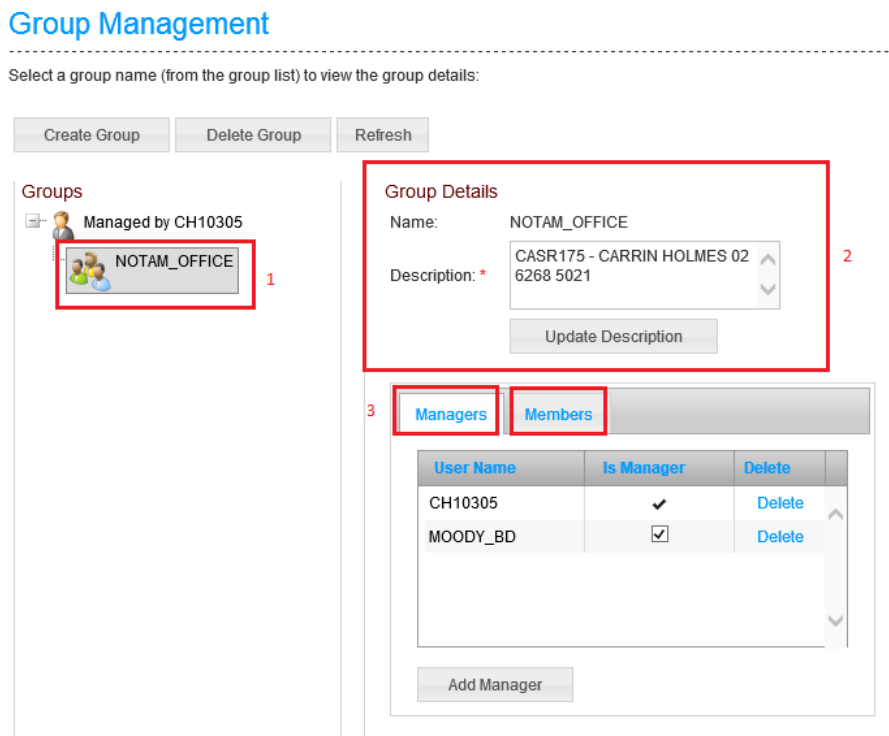 Group Management
Select a group name (from the group list) to view the group details:
Create Group Delete Group Refresh
Groups
Managed by CH10305
NOTAM_OFFICE
1
Group Details
Name: NOTAM_OFFICE
Description: * CASR175 - CARRIN HOLMES 02
6268 5021
2
Update Description
3
Managers Members
User Name Is Manager Delete
CH10305 Delete
MOODY_BD Delete
Add Manager